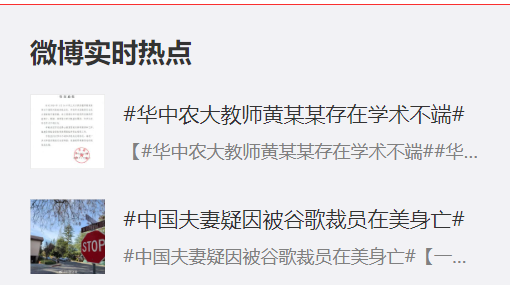 微博实时热点
#华中农大教师黄某某存在学术不端#
【#华中农大教师黄某某存在学术不端##华...
#中国夫妻疑因被谷歌裁员在美身亡#
#中国夫妻疑因被谷歌裁员在美身亡#【一...
STOP